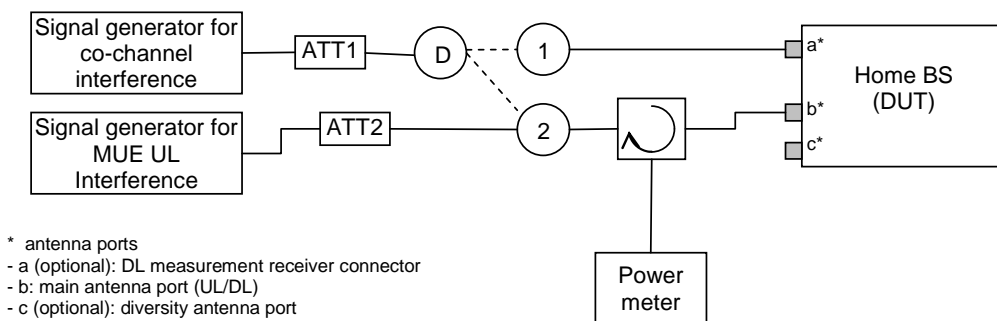 Signal generator for
co-channel
interference
ATT1
D
1
a*
Home BS
(DUT)
Signal generator for
MUE UL
Interference
ATT2
2
b*
c*
* antenna ports
- a (optional): DL measurement receiver connector
- b: main antenna port (UL/DL)
- c (optional): diversity antenna port
Power
meter